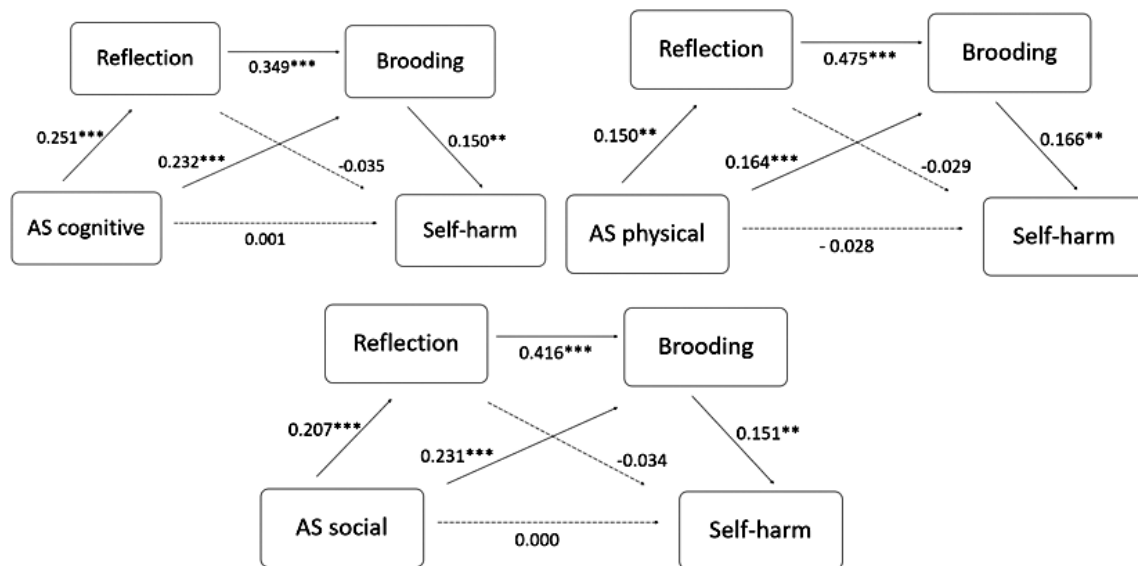 Reflection
0.349***
Brooding
0.251***
0.232***
-0.035
0.150**
AS cognitive
0.001
Self-harm
Reflection
0.475***
Brooding
0.150**
0.164***
-0.029
0.166**
AS physical
- 0.028
Self-harm
Reflection
0.416***
Brooding
0.207***
0.231***
-0.034
0.151**
AS social
0.000
Self-harm